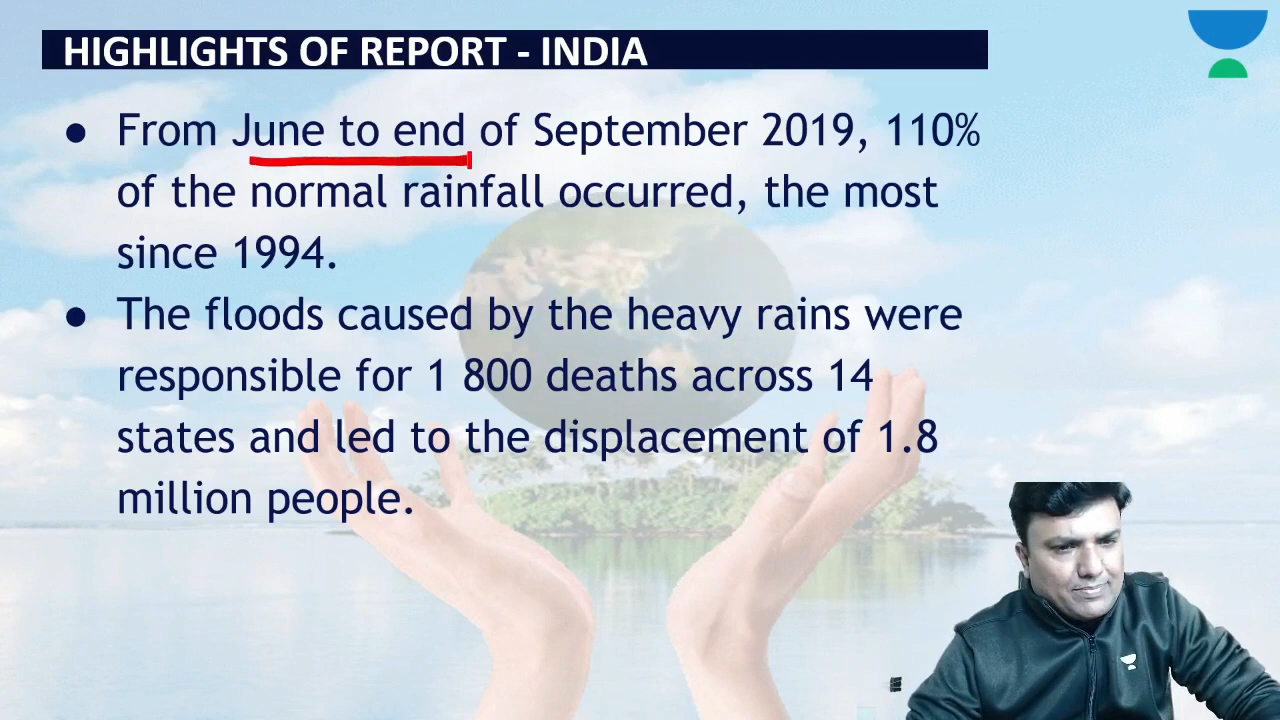 HIGHLIGHTS OF REPORT - INDIA
● From June to end of September 2019, 110%
of the normal rainfall occurred, the most
since 1994.
● The floods caused by the heavy rains were
responsible for 1 800 deaths across 14
states and led to the displacement of 1.8
million people.